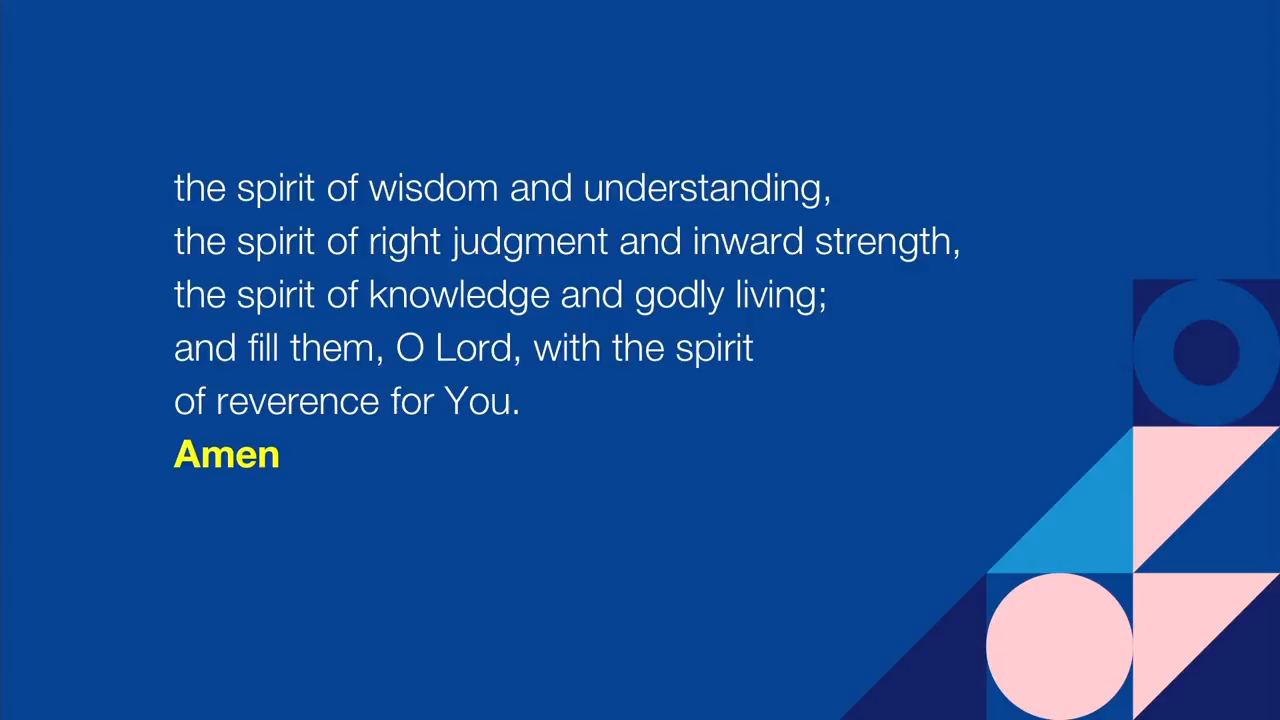 the spirit of wisdom and understanding,
the spirit of right judgment and inward strength,
the spirit of knowledge and godly living;
and fill them, O Lord, with the spirit
of reverence for You.
Amen